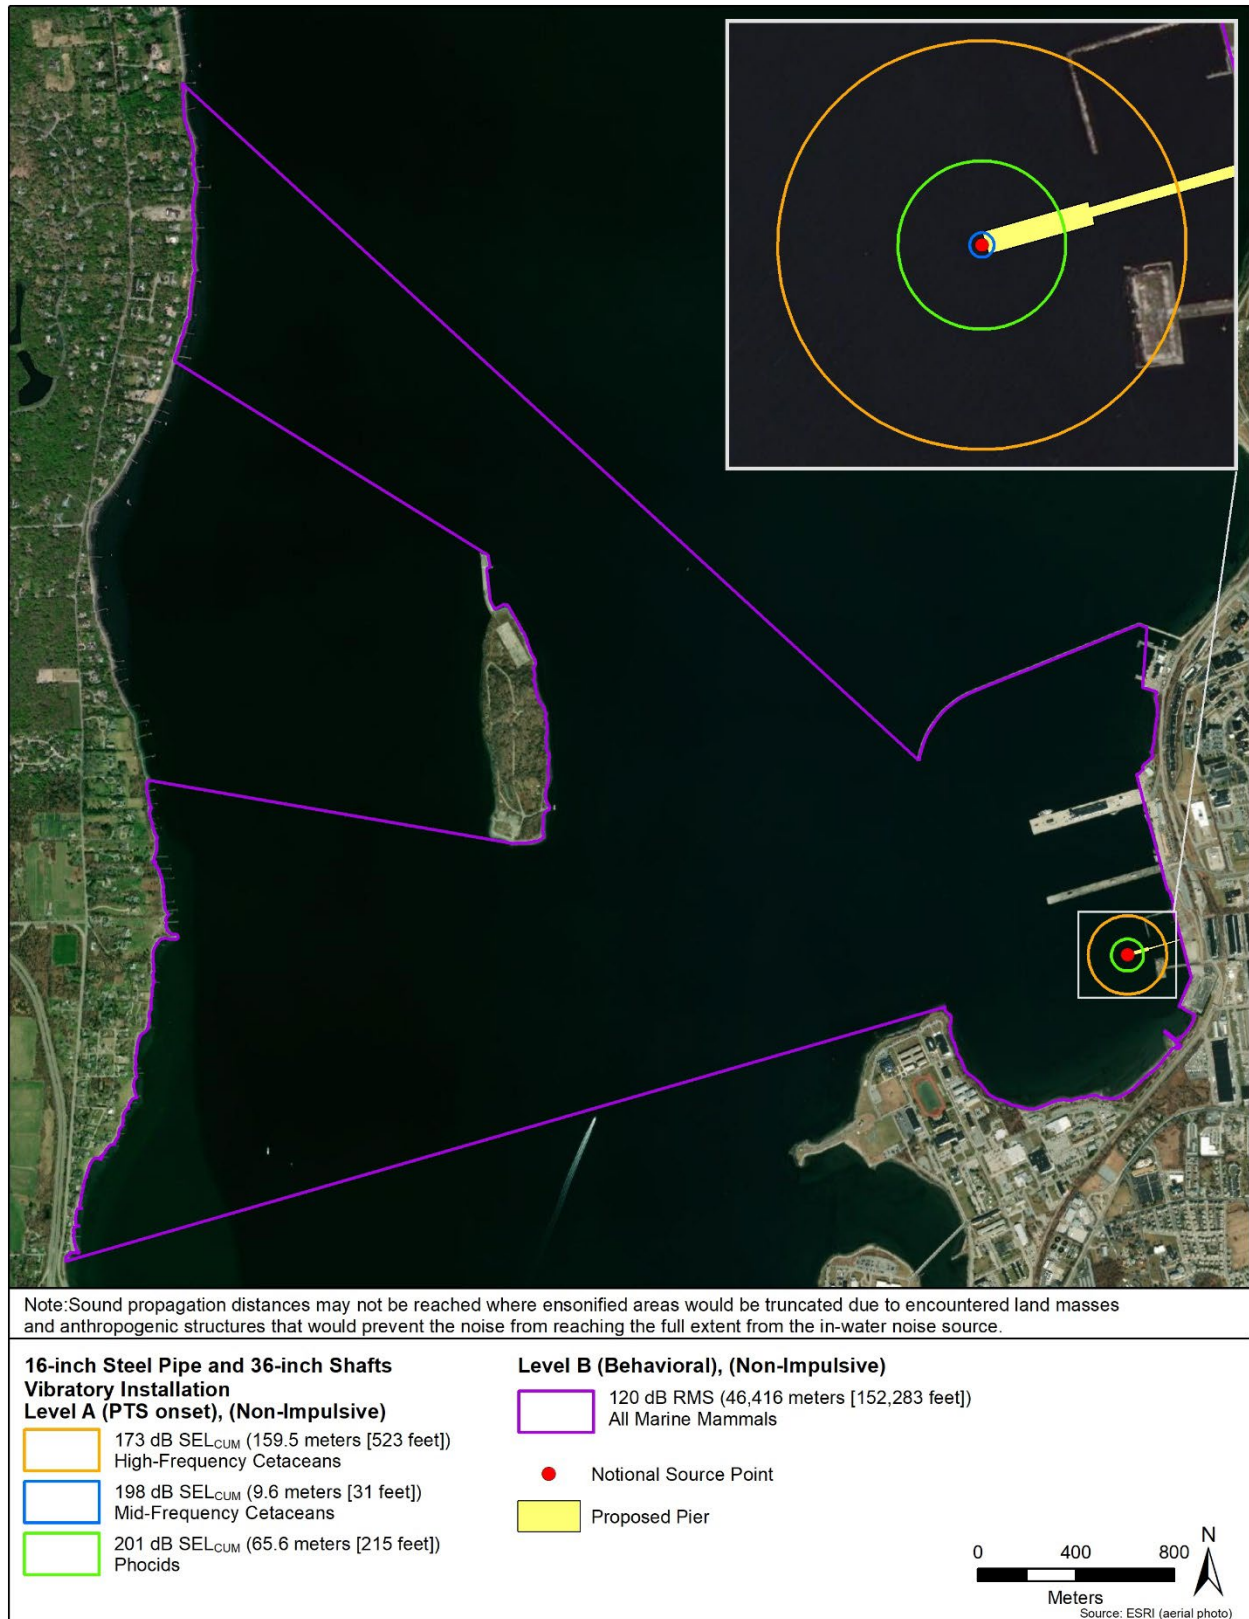 Note:Sound propagation distances may not be reached where ensonified areas would be truncated due to encountered land masses
and anthropogenic structures that would prevent the noise from reaching the full extent from the in-water noise source.
16-inch Steel Pipe and 36-inch Shafts
Vibratory Installation
Level A (PTS onset), (Non-Impulsive)
173 dB SELCUM (159.5 meters [523 feet])
High-Frequency Cetaceans
198 dB SELCUM (9.6 meters [31 feet])
Mid-Frequency Cetaceans
201 dB SELCUM (65.6 meters [215 feet])
Phocids
Level B (Behavioral), (Non-Impulsive)
120 dB RMS (46,416 meters [152,283 feet])
All Marine Mammals
Notional Source Point
Proposed Pier
N
0 400 800
Meters
Source: ESRI (aerial photo)